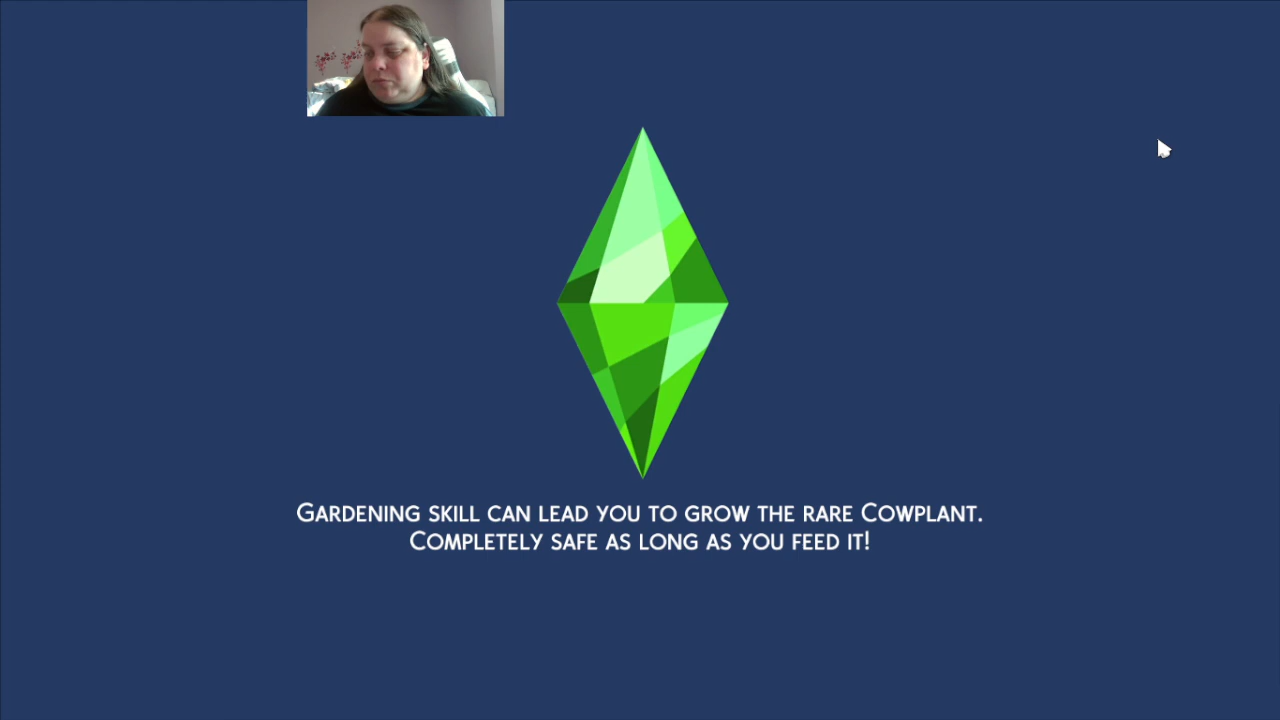 Gardening skill can lead you to grow the rare Cowplant.
Completely safe as long as you feed it!